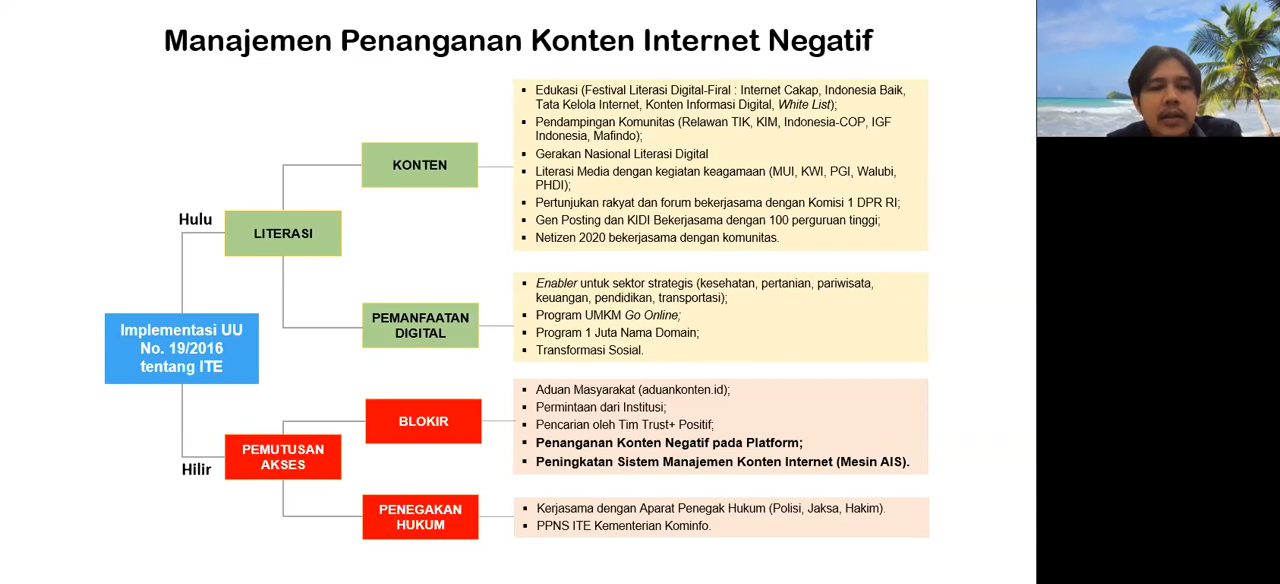 Manajemen Penanganan Konten Internet Negatif
Hulu
Hilir
Implementasi UU
No. 19/2016
tentang ITE
LITERASI
KONTEN
▪ Edukasi (Festival Literasi Digital-Firal : Internet Cakap, Indonesia Baik,
Tata Kelola Internet, Konten Informasi Digital, White List);
▪ Pendampingan Komunitas (Relawan TIK, KIM, Indonesia-COP, IGF
Indonesia, Mafindo);
▪ Gerakan Nasional Literasi Digital
▪ Literasi Media dengan kegiatan keagamaan (MUI, KWI, PGI, Walubi,
PHDI);
▪ Pertunjukan rakyat dan forum bekerjasama dengan Komisi 1 DPR RI;
▪ Gen Posting dan KIDI Bekerjasama dengan 100 perguruan tinggi;
▪ Netizen 2020 bekerjasama dengan komunitas.
PEMANFAATAN
DIGITAL
▪ Enabler untuk sektor strategis (kesehatan, pertanian, pariwisata,
keuangan, pendidikan, transportasi);
▪ Program UMKM Go Online;
▪ Program 1 Juta Nama Domain;
▪ Transformasi Sosial.
PEMUTUSAN
AKSES
BLOKIR
▪ Aduan Masyarakat (aduankonten.id);
▪ Permintaan dari Institusi;
▪ Pencarian oleh Tim Trust+ Positif;
▪ Penanganan Konten Negatif pada Platform;
▪ Peningkatan Sistem Manajemen Konten Internet (Mesin AIS).
PENEGAKAN
HUKUM
▪ Kerjasama dengan Aparat Penegak Hukum (Polisi, Jaksa, Hakim).
▪ PPNS ITE Kementerian Kominfo.